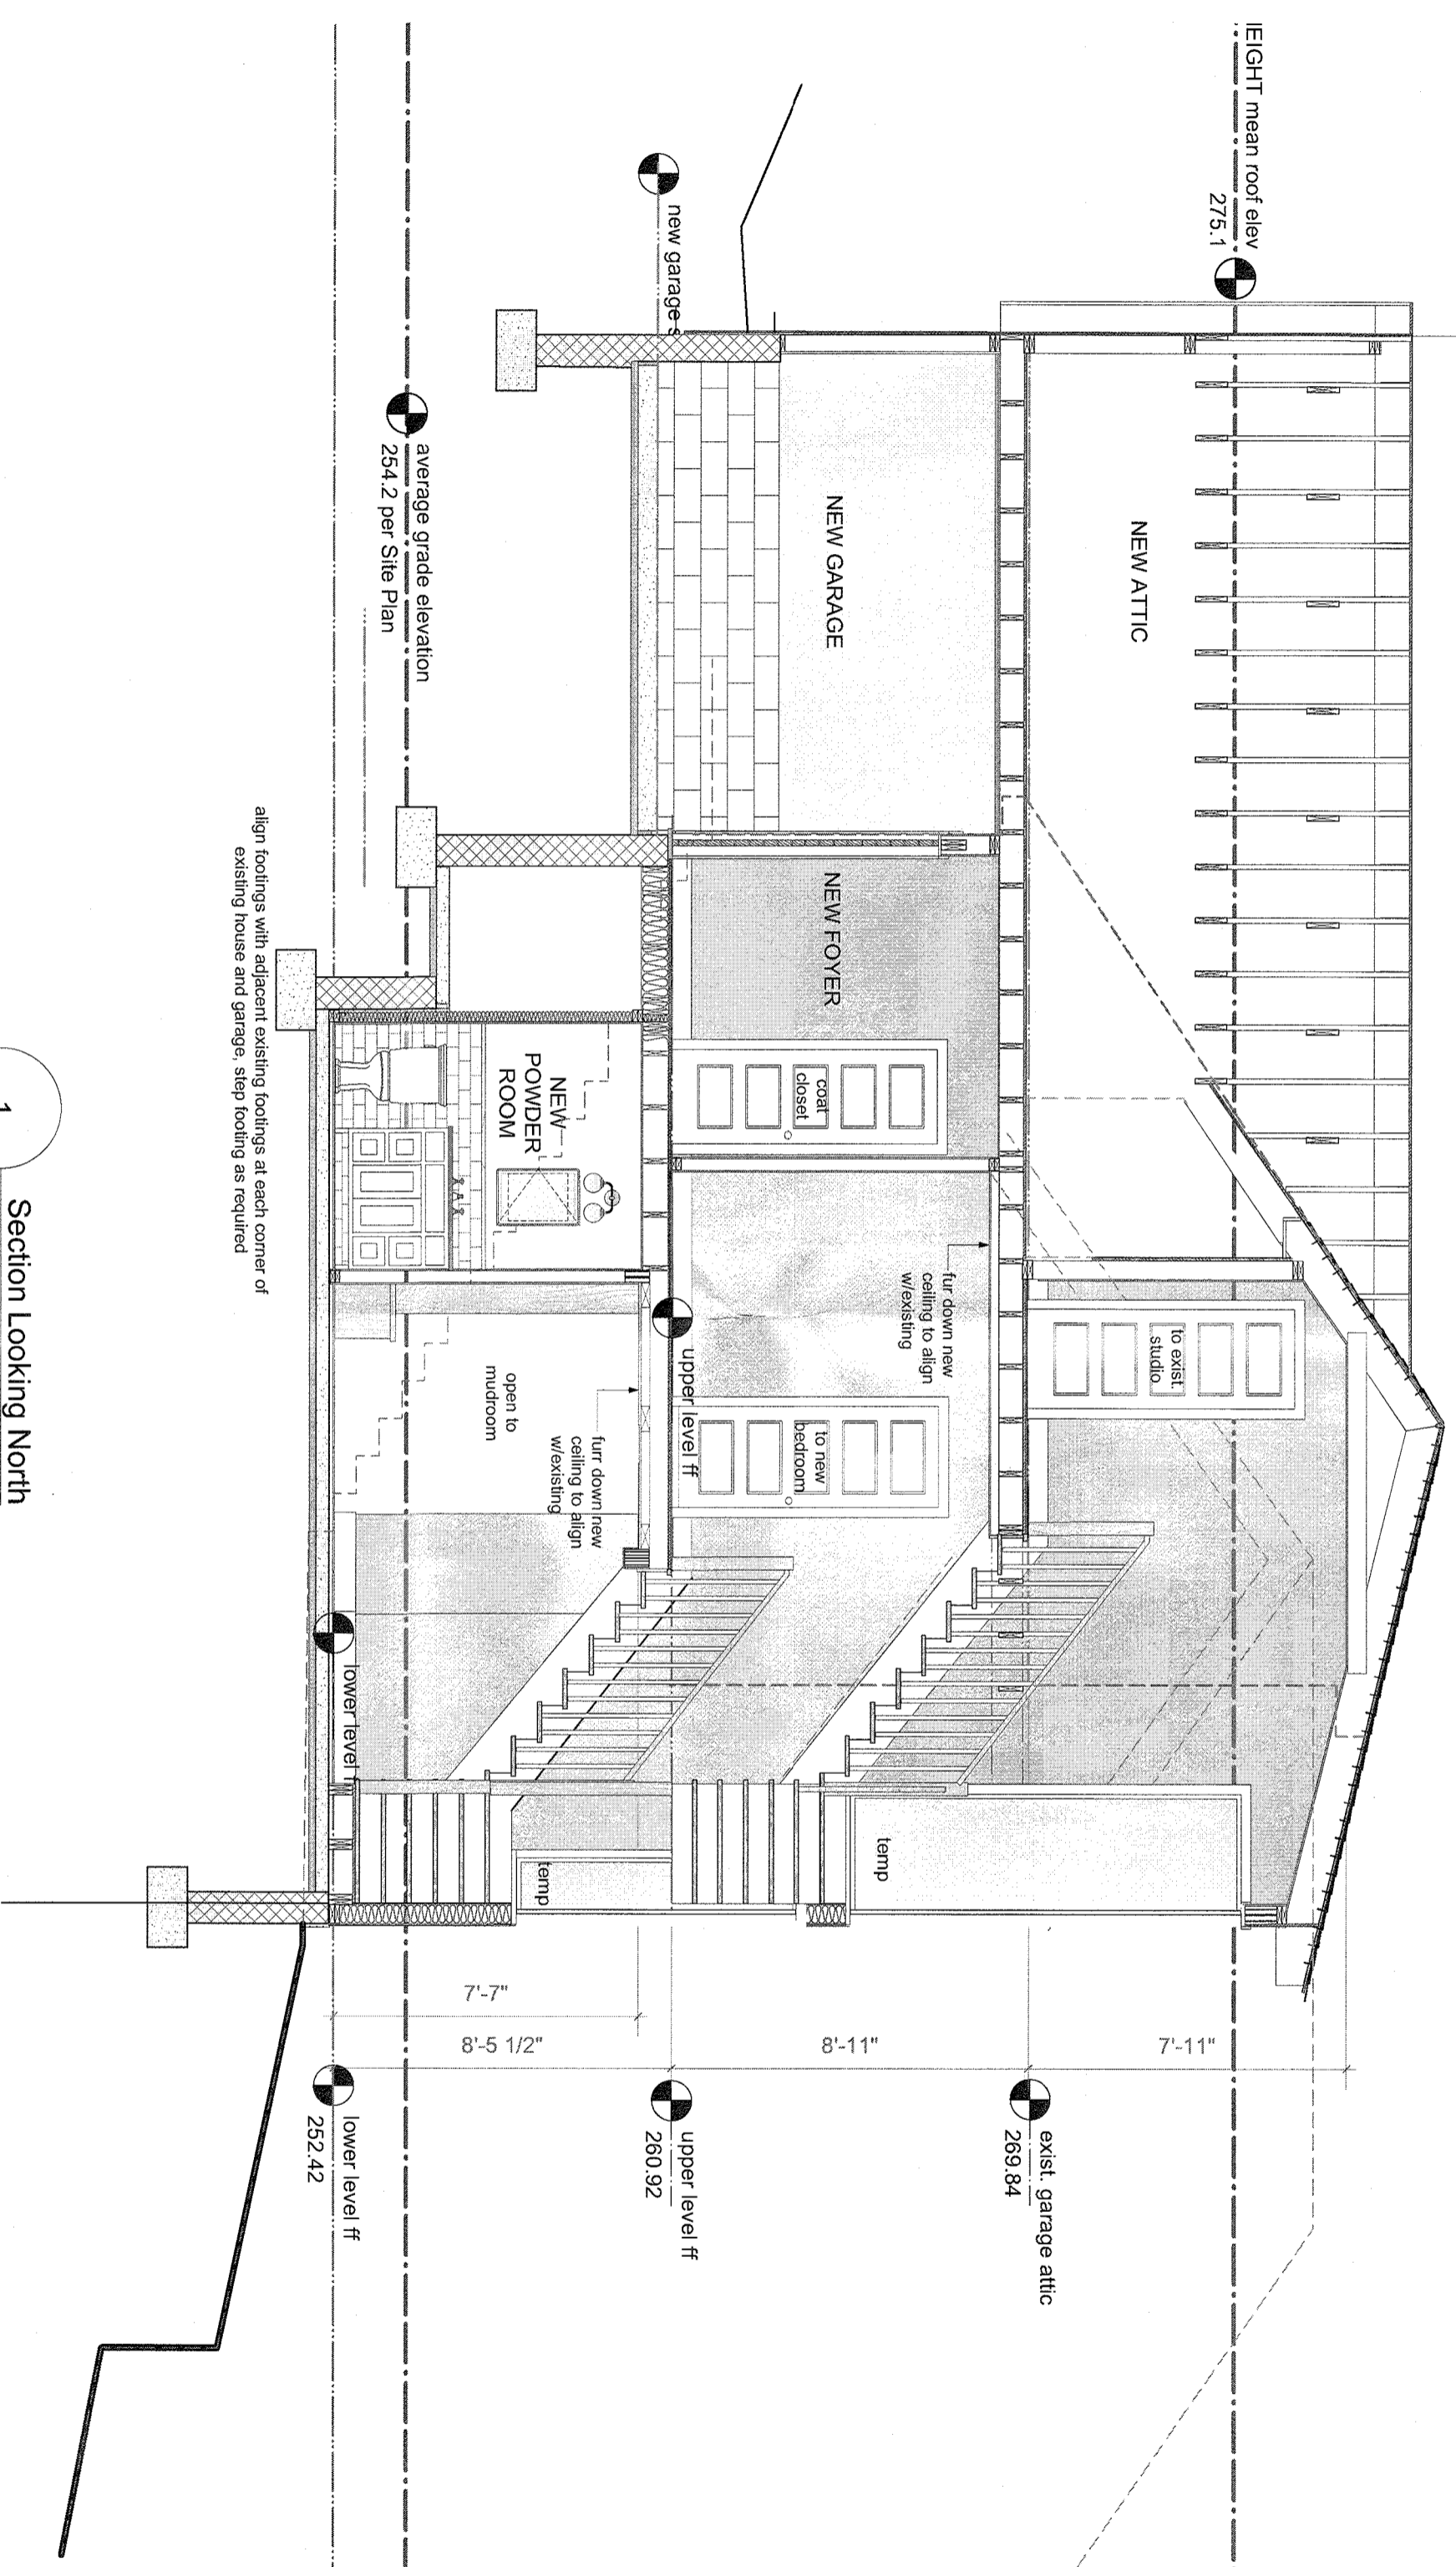 IEIGHT mean roof elev
275.1
new garage s
average grade elevation
254.2 per Site Plan
NEW ATTIC
NEW GARAGE
NEW FOYER
coat
closet
NEW
POWDER
ROOM
fur down new
ceiling to align
w/existing
to exist.
studio
upper level ff
to new
bedroom
open to
mudroom
furr down new
ceiling to align
w/existing
lower level
temp
temp
7'-7"
8'-5 1/2"
8'-11"
7'-11"
exist. garage attic
269.84
upper level ff
260.92
lower level ff
252.42
align footings with adjacent existing footings at each corner of
existing house and garage, step footing as required
1
Section Looking North